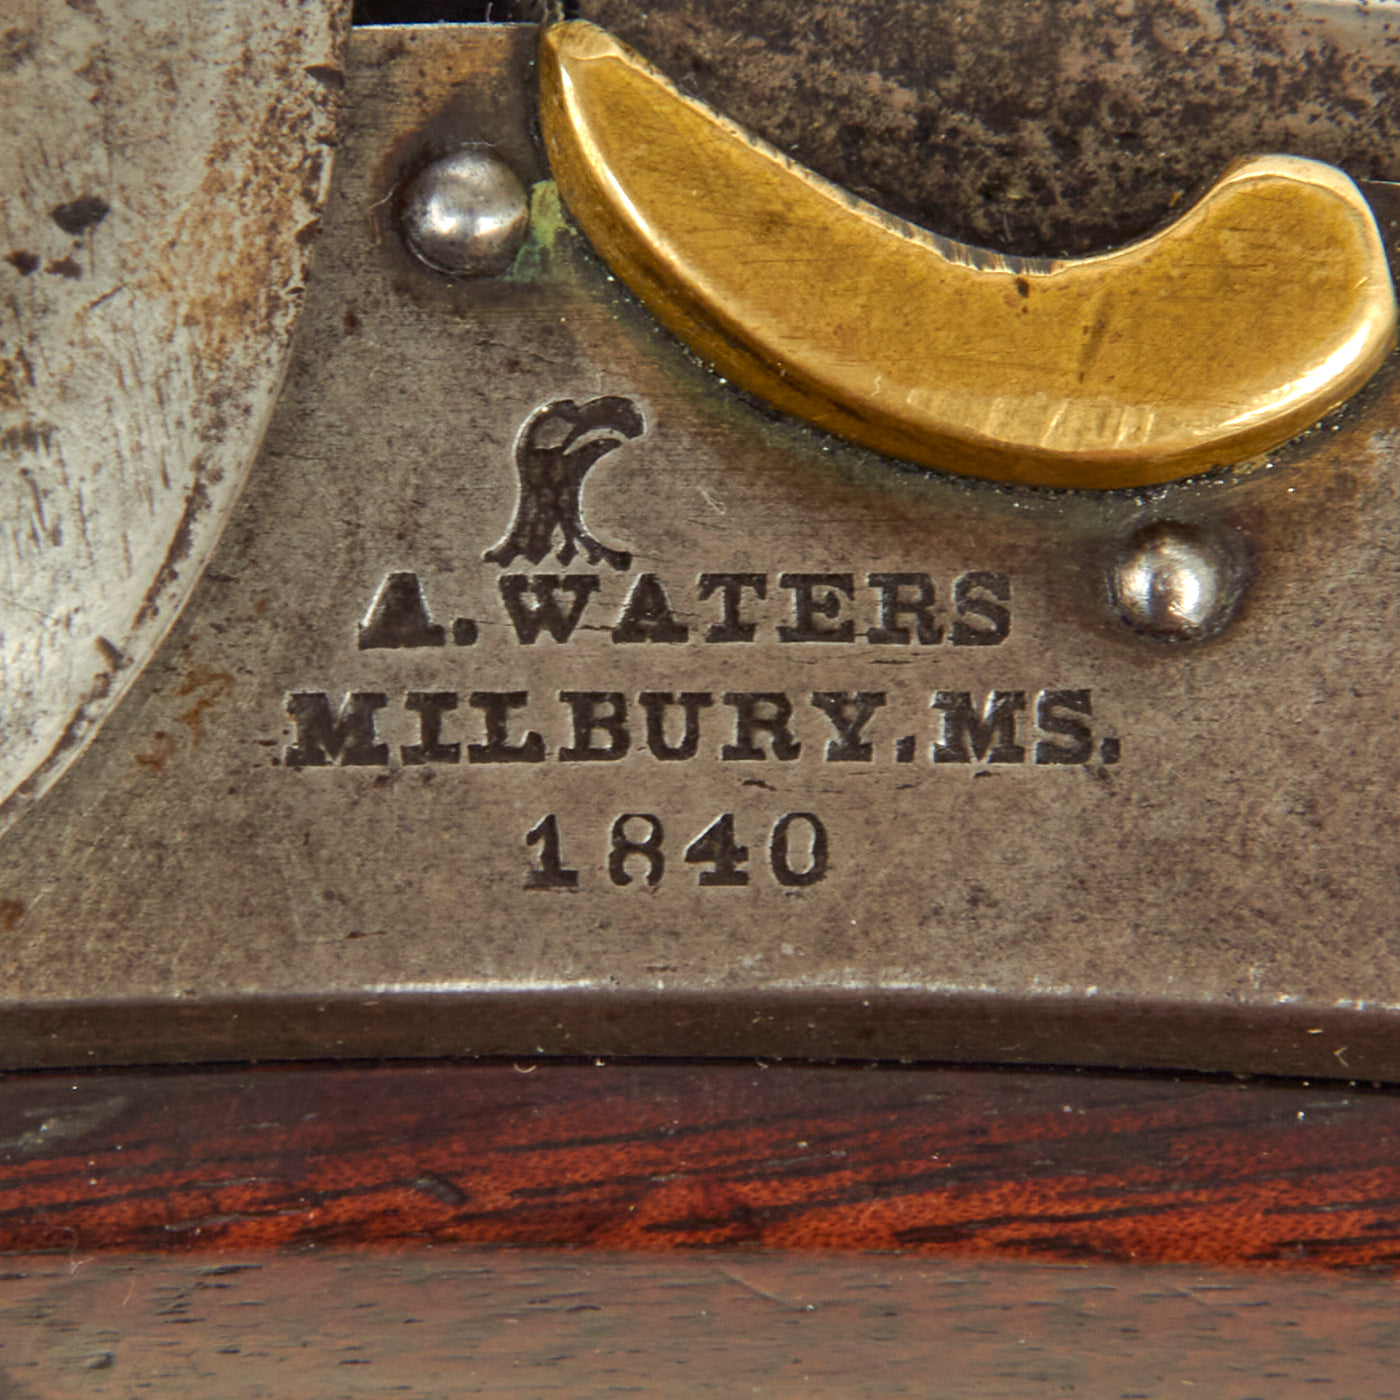 A. WATERS
MILBURY. MS.
1840